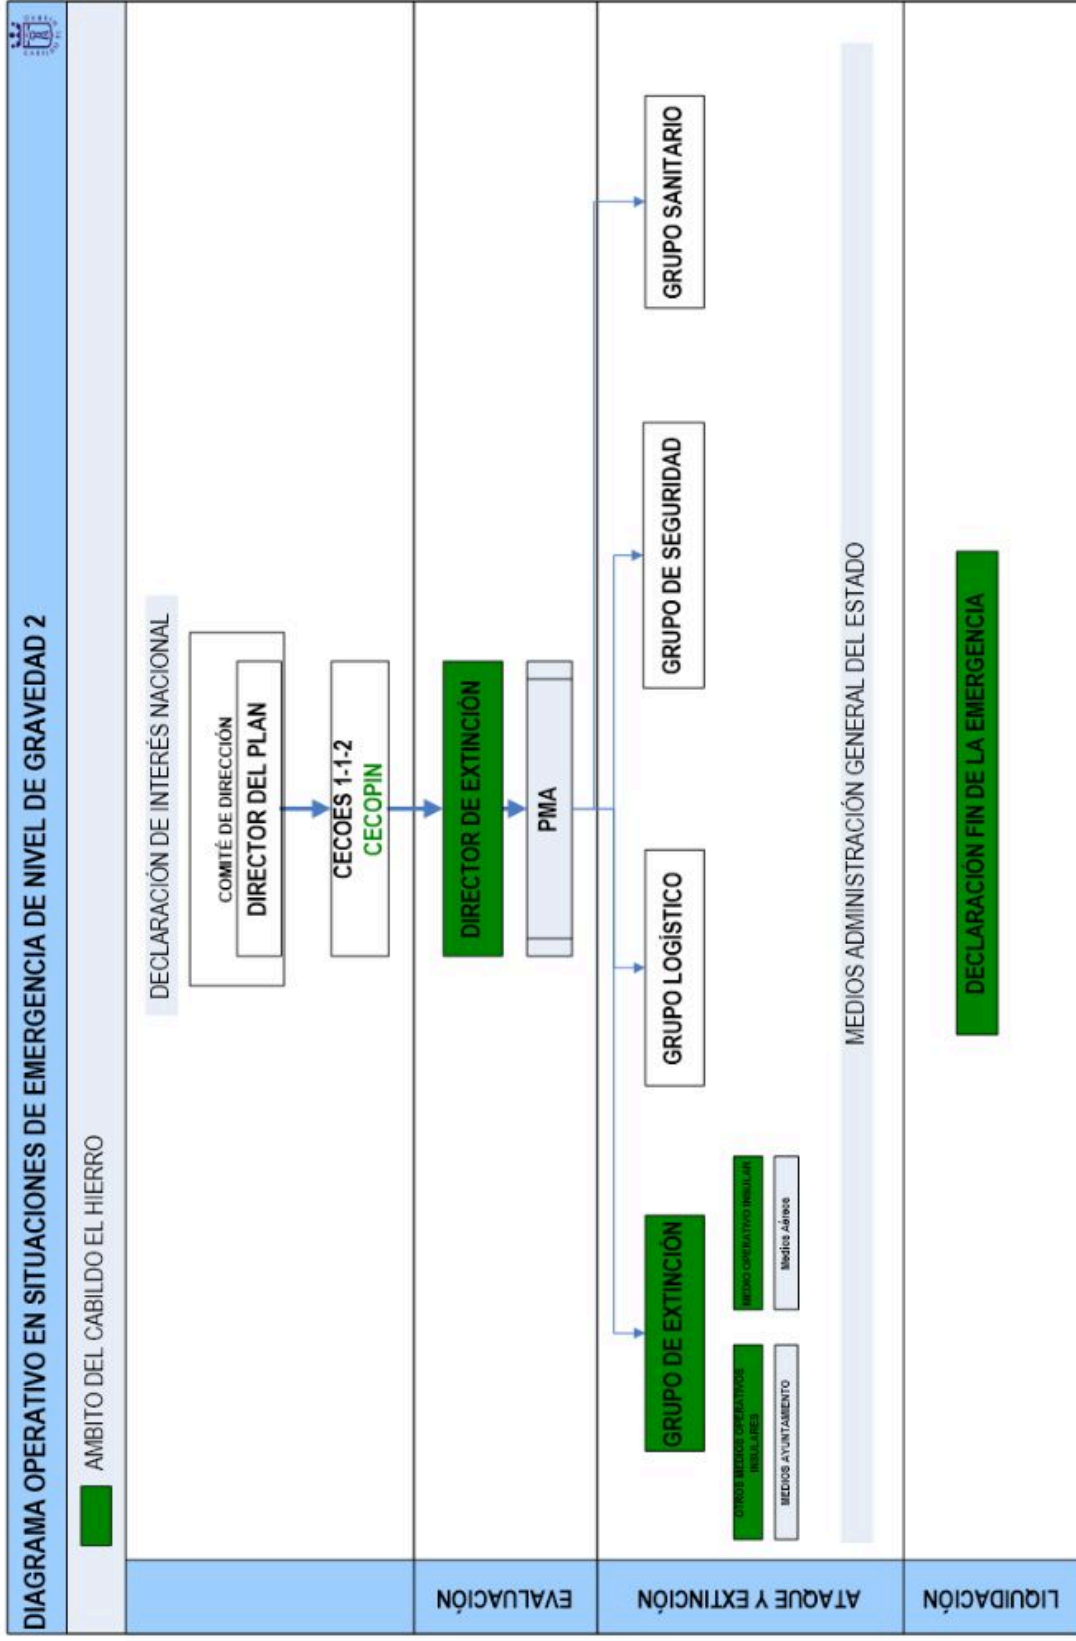 DIAGRAMA OPERATIVO EN SITUACIONES DE EMERGENCIA DE NIVEL DE GRAVEDAD 2
AMBITO DEL CABILDO EL HIERRO
DECLARACIÓN DE INTERÉS NACIONAL
COMITÉ DE DIRECCIÓN
DIRECTOR DEL PLAN
CECOES 1-1-2
CECOPIN
EVALUACIÓN
DIRECTOR DE EXTINCIÓN
PMA
ATAQUE Y EXTINCIÓN
GRUPO DE EXTINCIÓN
GRUPO LOGÍSTICO
GRUPO DE SEGURIDAD
GRUPO SANITARIO
OTROS MEDIOS OPERATIVOS
INSULARES
MEDIO OPERATIVO INSULAR
MEDIOS AYUNTAMIENTO
Medios Aéreos
MEDIOS ADMINISTRACIÓN GENERAL DEL ESTADO
LIQUIDACIÓN
DECLARACIÓN FIN DE LA EMERGENCIA